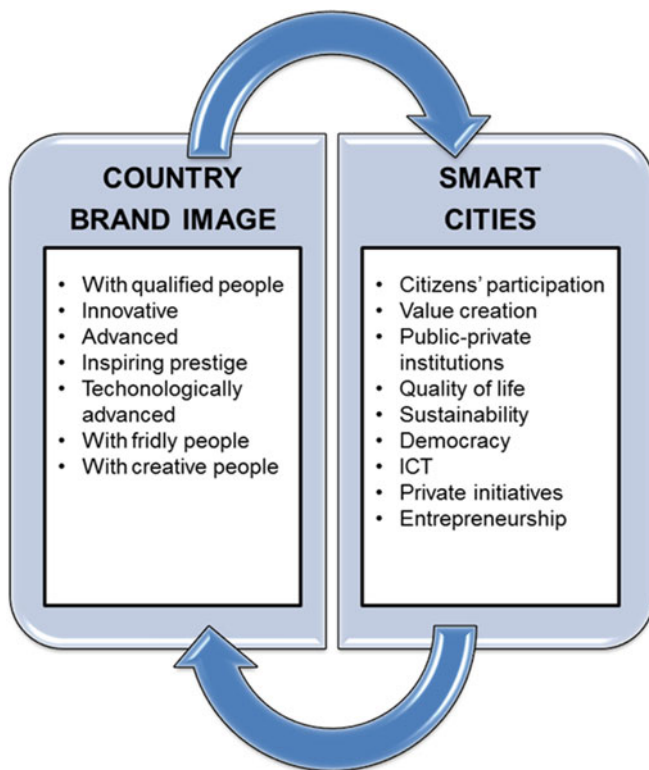 COUNTRY
BRAND IMAGE
• With qualified people
• Innovative
• Advanced
• Inspiring prestige
• Techonologically
advanced
• With fridly people
• With creative people
SMART
CITIES
• Citizens' participation
• Value creation
• Public-private
institutions
• Quality of life
• Sustainability
• Democracy
• ICT
• Private initiatives
• Entrepreneurship